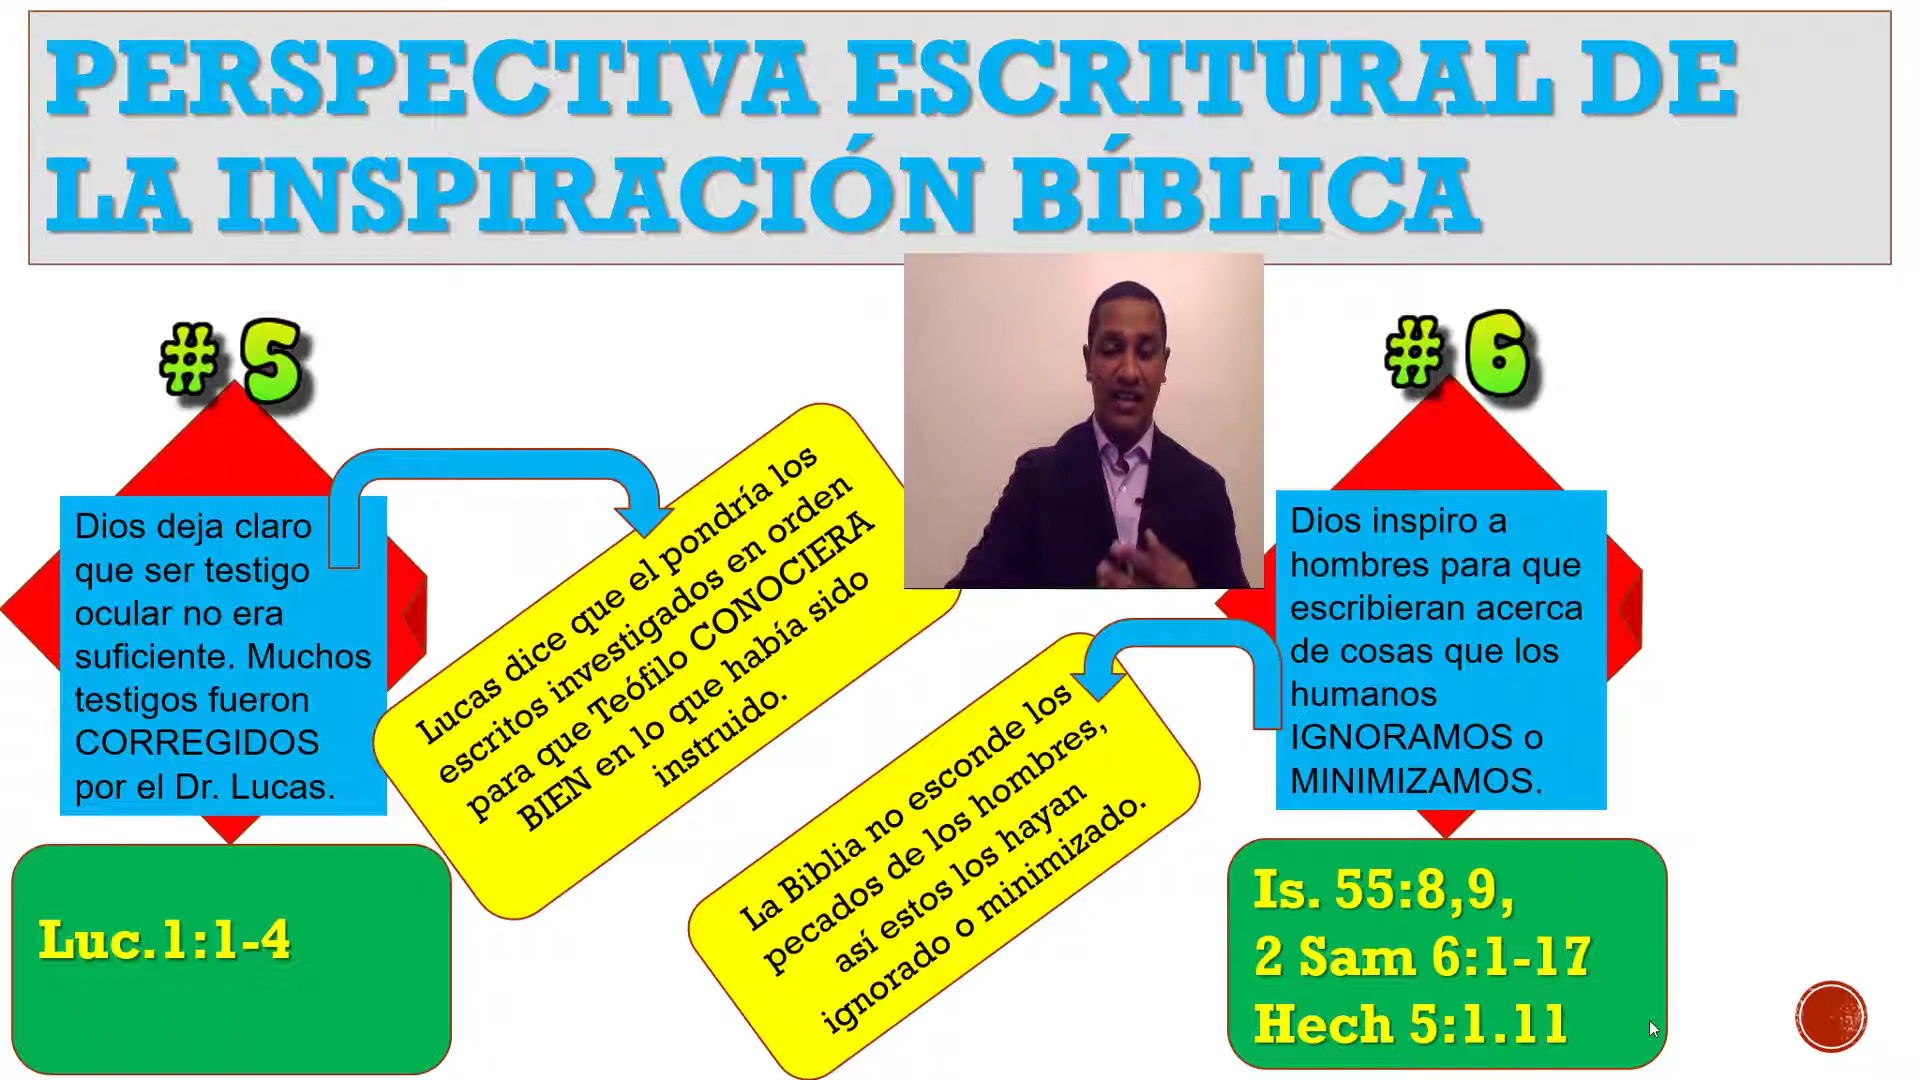 PERSPECTIVA ESCRITURAL DE
LA INSPIRACIÓN BÍBLICA
# 5
Dios deja claro
que ser testigo
ocular no era
suficiente. Muchos
testigos fueron
CORREGIDOS
por el Dr. Lucas.
Luc.1:1-4
Lucas dice que el pondría los
escritos investigados en orden
para que Teófilo CONOCIERA
BIEN en lo que había sido
instruido.
# 6
Dios inspiro a
hombres para que
escribieran acerca
de cosas que los
humanos
IGNORAMOS o
MINIMIZAMOS.
La Biblia no esconde los
pecados de los hombres,
así estos los hayan
ignorado o minimizado.
Is. 55:8,9,
2 Sam 6:1-17
Hech 5:1.11